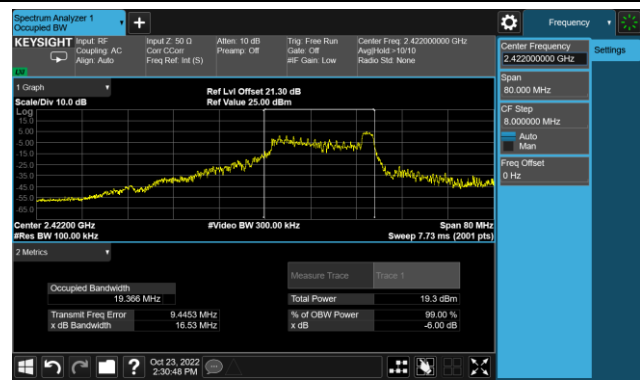 Spectrum Analyzer 1
Occupied BW
Frequency
KEYSIGHT
Input: RF
Coupling: AC
Align: Auto
Input Z: 50 Ω
Corr CCorr
Freq Ref: Int (S)
Atten: 10 dB
Preamp: Off
Trig: Free Run
Gate: Off
#IF Gain: Low
Center Freq: 2.422000000 GHz
Avg|Hold:>10/10
Radio Std: None
Center Frequency
2.422000000 GHz
Settings
Span
80.000 MHz
CF Step
8.000000 MHz
Auto
Man
Freq Offset
0 Hz
1 Graph
Scale/Div 10.0 dB
Ref Lvl Offset 21.30 dB
Ref Value 25.00 dBm
Log
15.0
5.00
-5.00
-15.0
-25.0
-35.0
-45.0
-55.0
-65.0
Center 2.42200 GHz
#Res BW 100.00 kHz
#Video BW 300.00 kHz
Span 80 MHz
Sweep 7.73 ms (2001 pts)
2 Metrics
Measure Trace
Trace 1
Occupied Bandwidth
19.366 MHz
Total Power
19.3 dBm
Transmit Freq Error
9.4453 MHz
% of OBW Power
99.00 %
x dB Bandwidth
16.53 MHz
x dB
-6.00 dB
Oct 23, 2022
2:30:48 PM